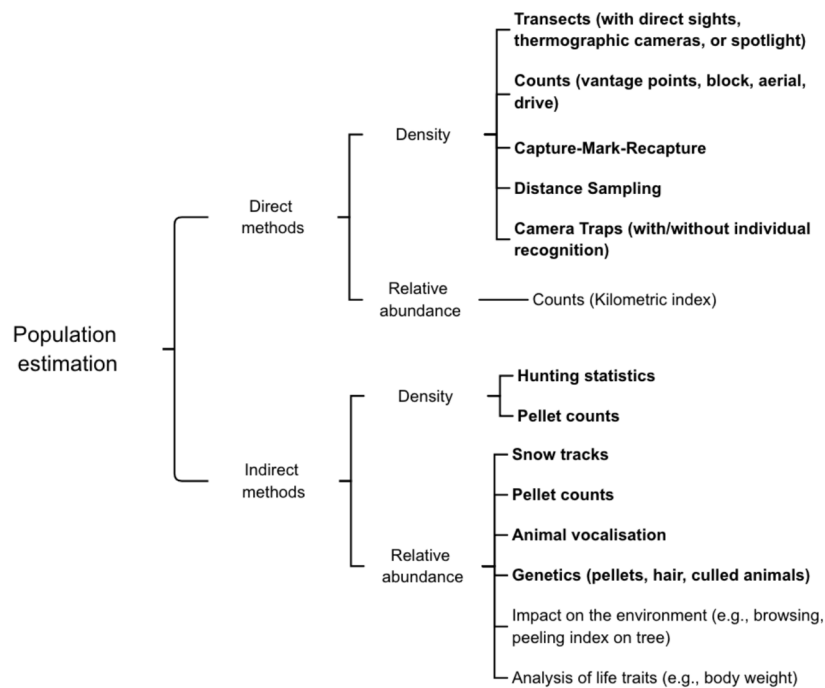 Population
estimation
Direct
methods
Density
Transects (with direct sights,
thermographic cameras, or spotlight)
Counts (vantage points, block, aerial,
drive)
Capture-Mark-Recapture
Distance Sampling
Camera Traps (with/without individual
recognition)
Relative
abundance
Counts (Kilometric index)
Indirect
methods
Density
Hunting statistics
Pellet counts
Relative
abundance
Snow tracks
Pellet counts
Animal vocalisation
Genetics (pellets, hair, culled animals)
Impact on the environment (e.g., browsing,
peeling index on tree)
Analysis of life traits (e.g., body weight)